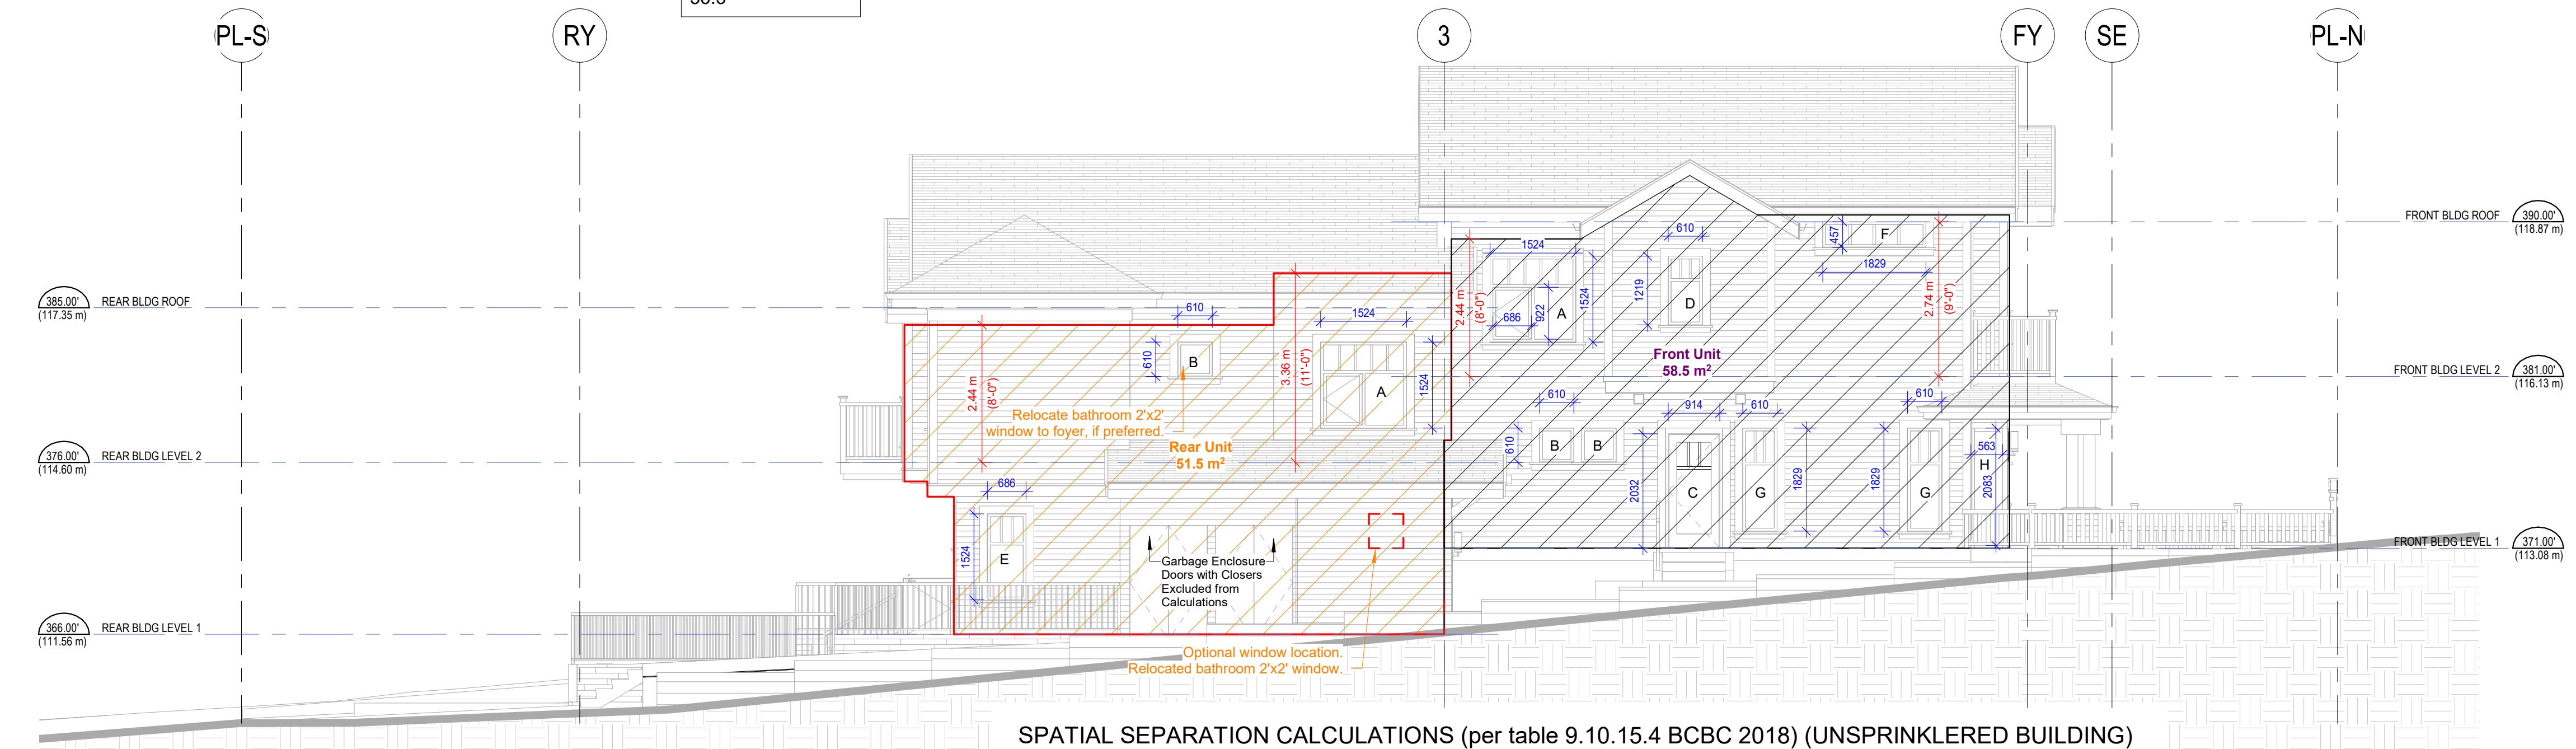 PL-S
RY
3
FY
SE
PL-N
FRONT BLDG ROOF
390.00'
(118.87 m)
610
457
F
1524
1829
385.00'
(117.35 m)
REAR BLDG ROOF
610
1524
2.44 m
(8'-0")
686
922
A
1524
1219
D
2.74 m
(9'-0")
610
B
3.36 m
(11'-0")
A
1524
Front Unit
58.5 m²
FRONT BLDG LEVEL 2
381.00'
(116.13 m)
2.44 m
(8'-0")
Relocate bathroom 2'x2'
window to foyer, if preferred.
610
914
610
610
Rear Unit
51.5 m²
610
B
B
376.00'
(114.60 m)
REAR BLDG LEVEL 2
563
H
2083
686
2032
C
G
1829
1829
G
1524
E
Garbage Enclosure
Doors with Closers
Excluded from
Calculations
FRONT BLDG LEVEL 1
371.00'
(113.08 m)
366.00'
(111.56 m)
REAR BLDG LEVEL 1
Optional window location.
Relocated bathroom 2'x2' window.
SPATIAL SEPARATION CALCULATIONS (per table 9.10.15.4 BCBC 2018) (UNSPRINKLERED BUILDING)